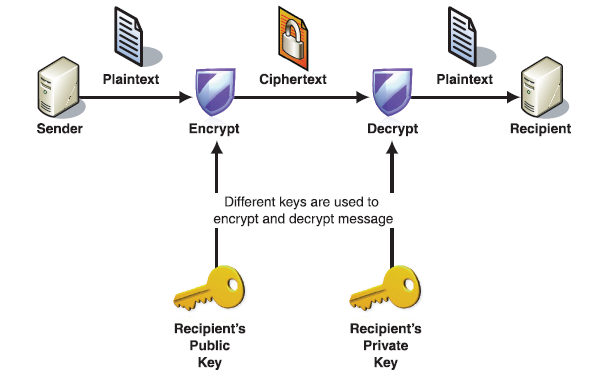 Plaintext
Ciphertext
Plaintext
Sender
Encrypt
Decrypt
Recipient
Different keys are used to
encrypt and decrypt message
Recipient's
Public
Key
Recipient's
Private
Key